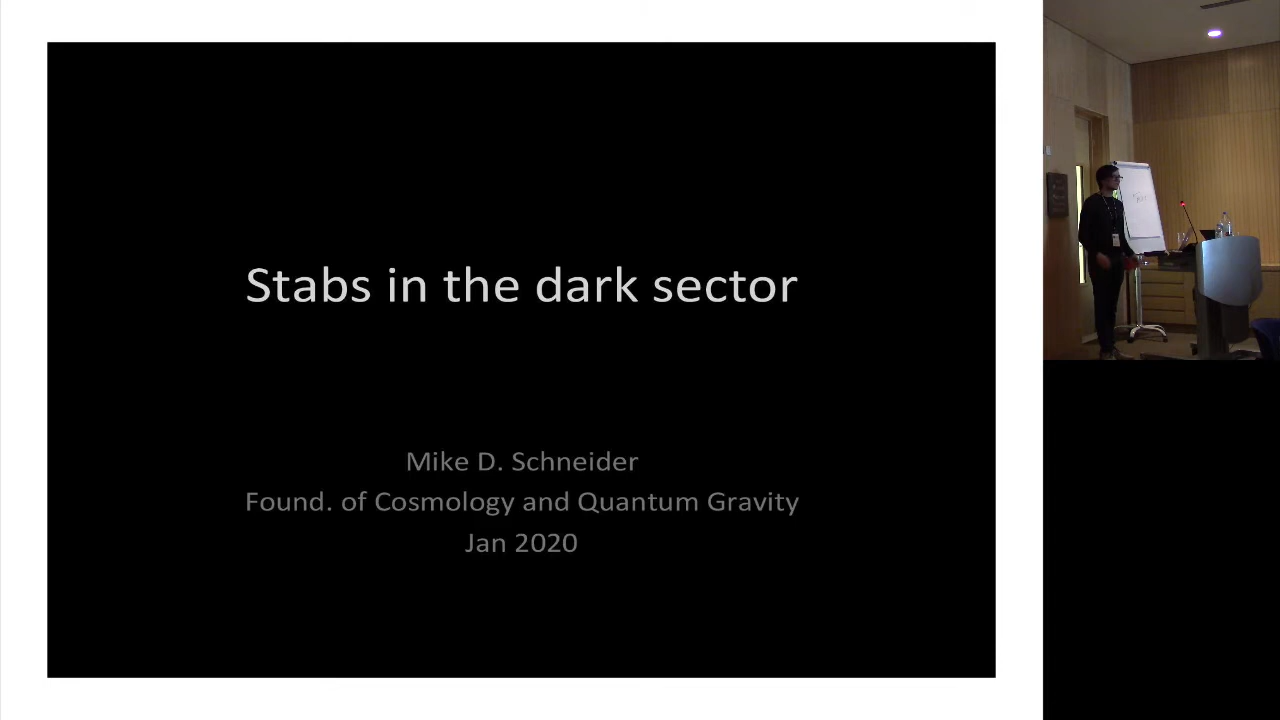 Stabs in the dark sector
Mike D. Schneider
Found. of Cosmology and Quantum Gravity
Jan 2020